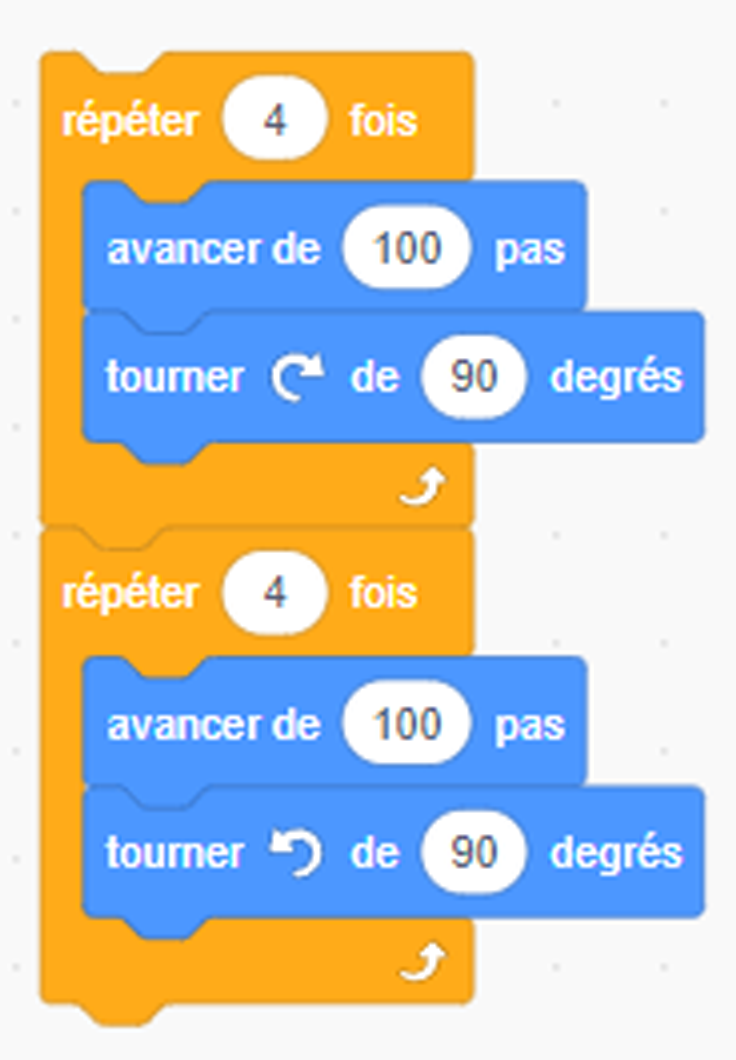 répéter 4 fois
avancer de 100 pas
tourner de 90 degrés
répéter 4 fois
avancer de 100 pas
tourner de 90 degrés